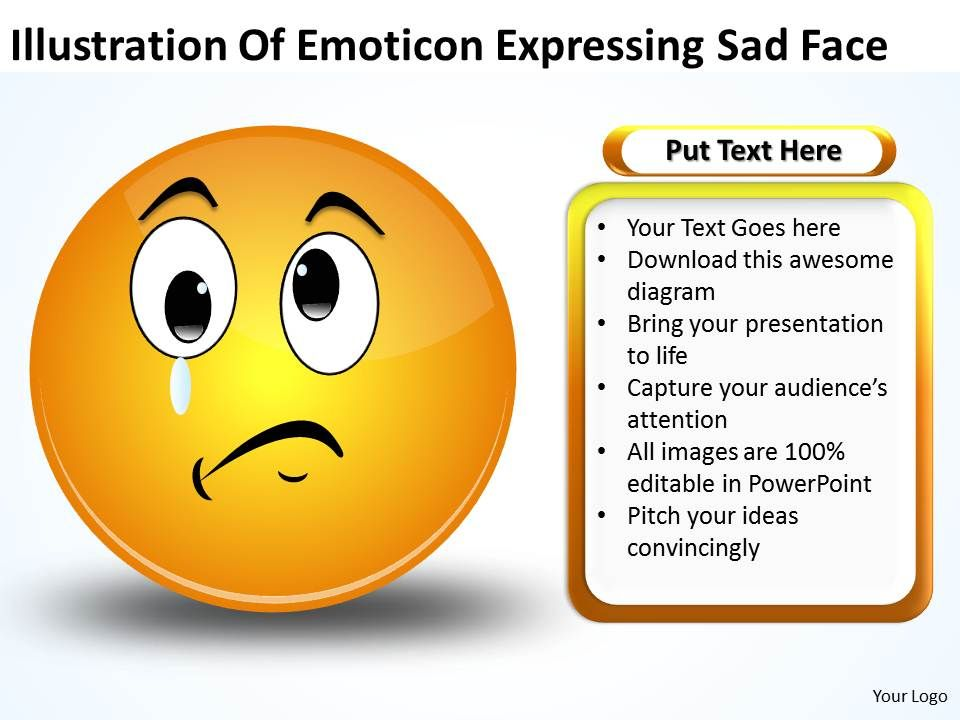 Illustration Of Emoticon Expressing Sad Face
Put Text Here
• Your Text Goes here
• Download this awesome
diagram
• Bring your presentation
to life
• Capture your audience’s
attention
• All images are 100%
editable in PowerPoint
• Pitch your ideas
convincingly
Your Logo